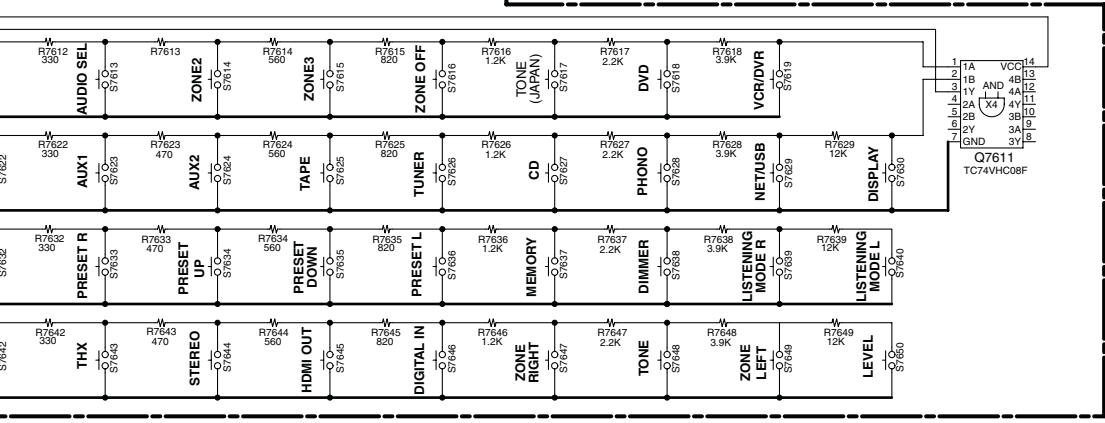 R7612
330
AUDIO SEL
S7613
R7613
ZONE2
S7614
R7614
560
ZONE3
S7615
R7615
820
ZONE OFF
S7616
R7616
1.2K
TONE
(JAPAN)
S7617
R7617
2.2K
DVD
S7618
R7618
3.9K
VCR/DVR
S7619
1 1A VCC 14
2 1B 4B 13
3 1Y AND 4A 12
4 2A X4 4Y 11
5 2B 3B 10
6 2Y 3A 9
7 GND 3Y 8
Q7611
TC74VHC08F
S7622
R7622
330
AUX1
S7623
R7623
470
AUX2
S7624
R7624
560
TAPE
S7625
R7625
820
TUNER
S7626
R7626
1.2K
CD
S7627
R7627
2.2K
PHONO
S7628
R7628
3.9K
NET/USB
S7629
R7629
12K
DISPLAY
S7630
S7632
R7632
330
PRESET R
S7633
R7633
470
PRESET
UP
S7634
R7634
560
PRESET
DOWN
S7635
R7635
820
PRESET L
S7636
R7636
1.2K
MEMORY
S7637
R7637
2.2K
DIMMER
S7638
R7638
3.9K
LISTENING
MODE R
S7639
R7639
12K
LISTENING
MODE L
S7640
S7642
R7642
330
THX
S7643
R7643
470
STEREO
S7644
R7644
560
HDMI OUT
S7645
R7645
820
DIGITAL IN
S7646
R7646
1.2K
ZONE
RIGHT
S7647
R7647
2.2K
TONE
S7648
R7648
3.9K
ZONE
LEFT
S7649
R7649
12K
LEVEL
S7650